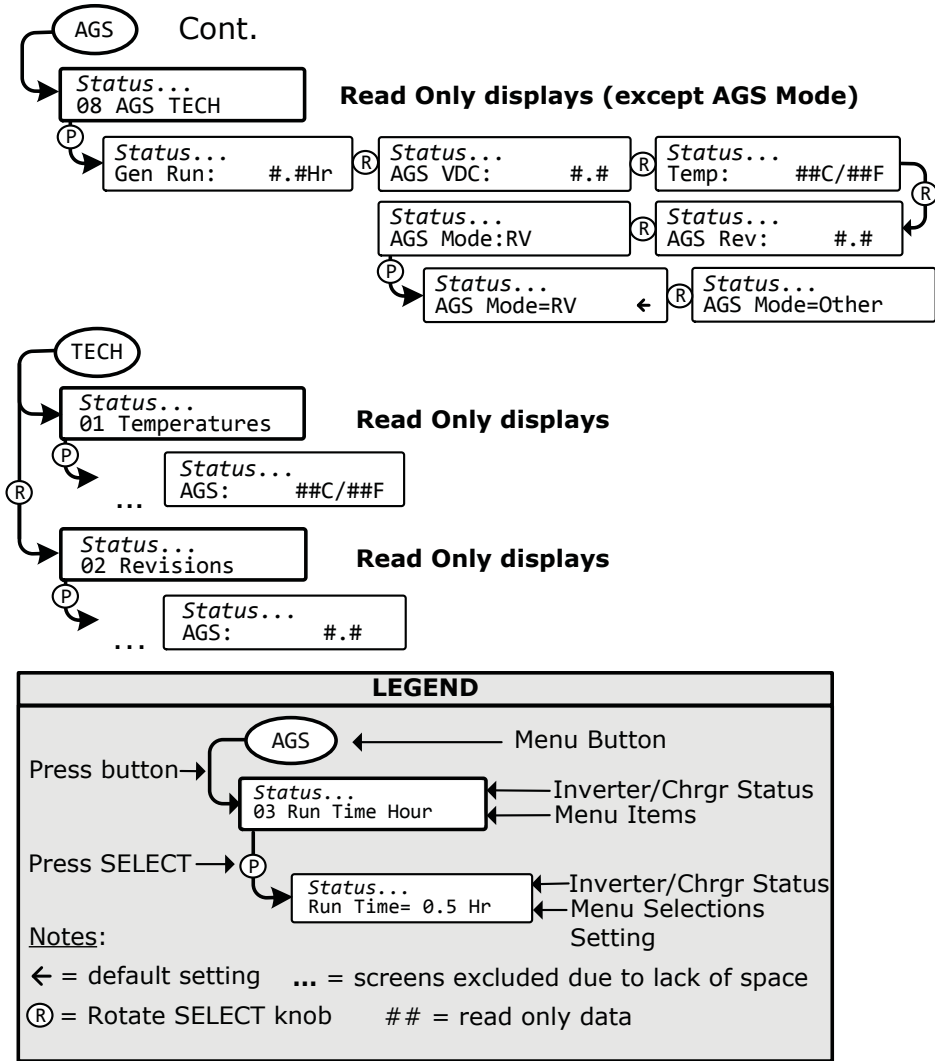 AGS Cont.
Status...
08 AGS TECH
Read Only displays (except AGS Mode)
P
Status...
Gen Run: #.#Hr
R
Status...
AGS VDC: #.#
R
Status...
Temp: ##C/##F
R
Status...
AGS Mode:RV
R
Status...
AGS Rev: #.#
P
Status...
AGS Mode=RV ←
R
Status...
AGS Mode=Other
TECH
Status...
01 Temperatures
Read Only displays
P
...
Status...
AGS: ##C/##F
R
Status...
02 Revisions
Read Only displays
P
...
Status...
AGS: #.#
LEGEND
AGS
Menu Button
Press button
Status...
03 Run Time Hour
Inverter/Chrgr Status
Menu Items
Press SELECT
P
Status...
Run Time= 0.5 Hr
Inverter/Chrgr Status
Menu Selections
Setting
Notes:
← = default setting ... = screens excluded due to lack of space
R = Rotate SELECT knob ## = read only data